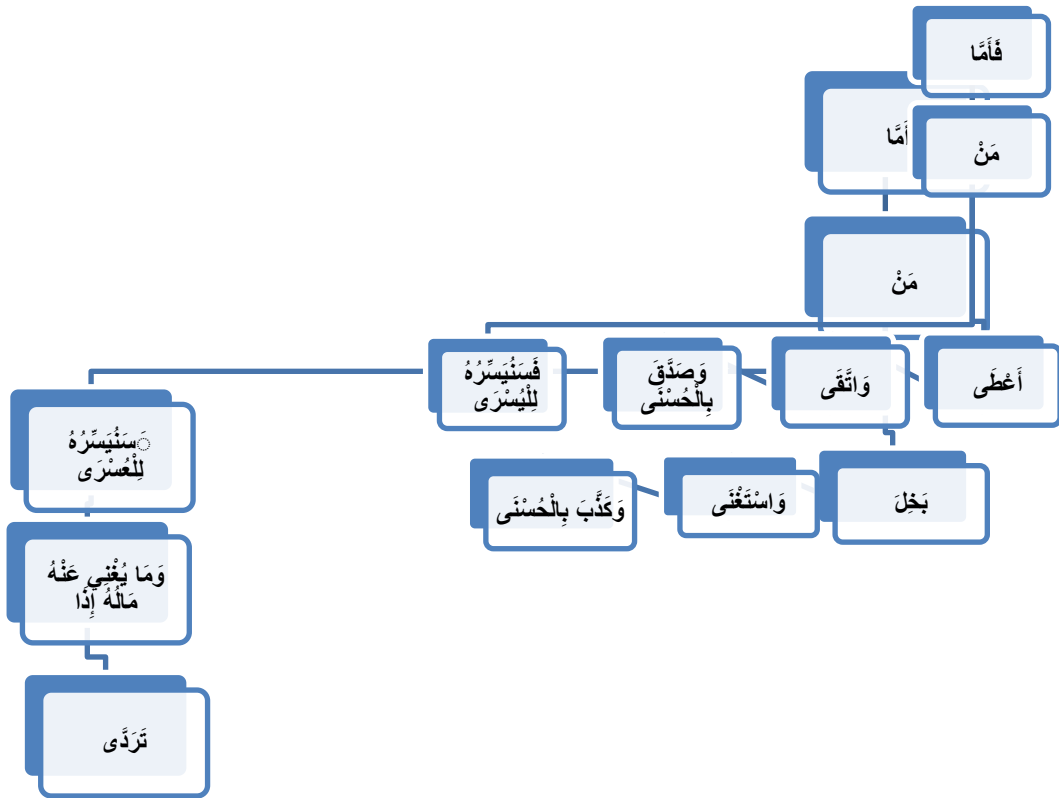 فَأَمَّا
أَمَّا
مَنْ
مَنْ
أَعْطَى
وَاتَّقَى
وَصَدَّقَ
بِالْحُسْنَى
فَسَنُيَسِّرُهُ
لِلْيُسْرَى
بَخِلَ
وَاسْتَغْنَى
وَكَذَّبَ بِالْحُسْنَى
َسَنُيَسِّرُهُ
لِلْعُسْرَى
وَمَا يُغْنِي عَنْهُ
مَالُهُ إِذَا
تَرَدَّى